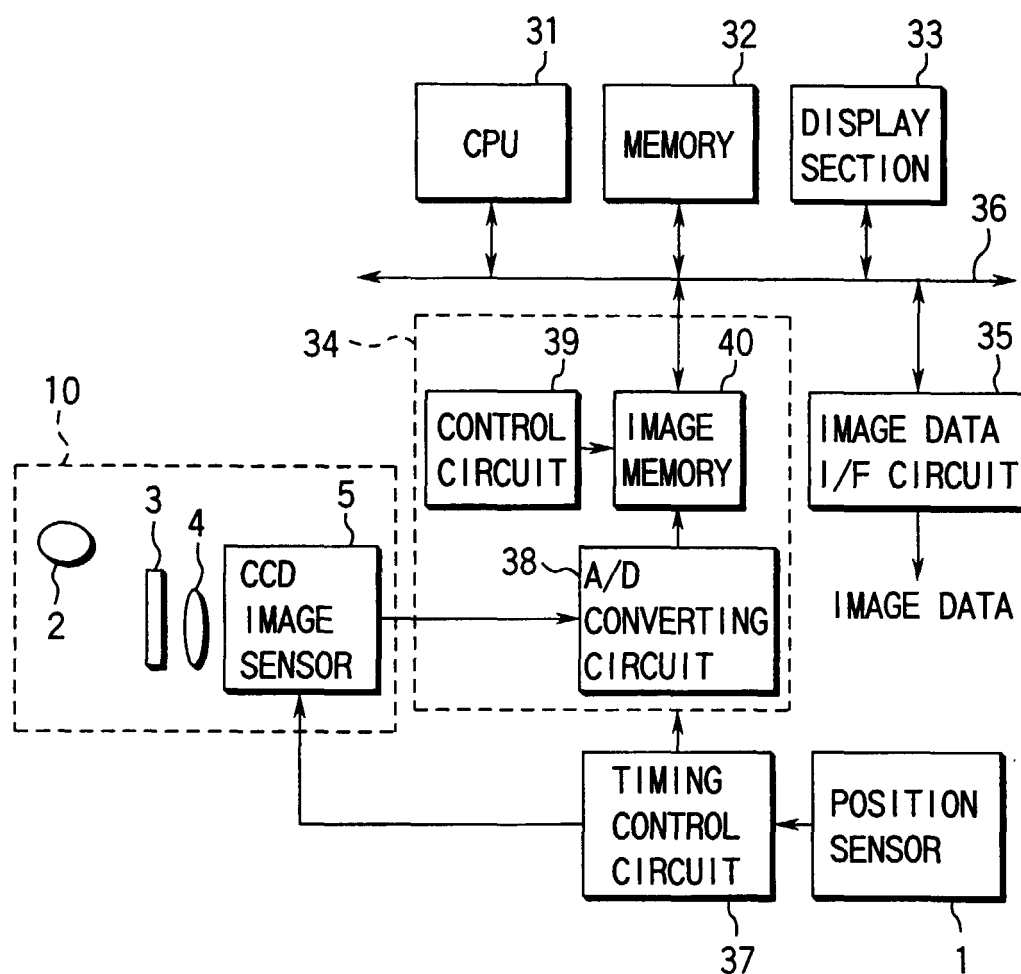 31
32
33
CPU
MEMORY
DISPLAY
SECTION
36
34
39
40
35
CONTROL
CIRCUIT
IMAGE
MEMORY
IMAGE DATA
I/F CIRCUIT
10
3
4
5
2
CCD
IMAGE
SENSOR
38
A/D
CONVERTING
CIRCUIT
IMAGE DATA
TIMING
CONTROL
CIRCUIT
POSITION
SENSOR
37
1